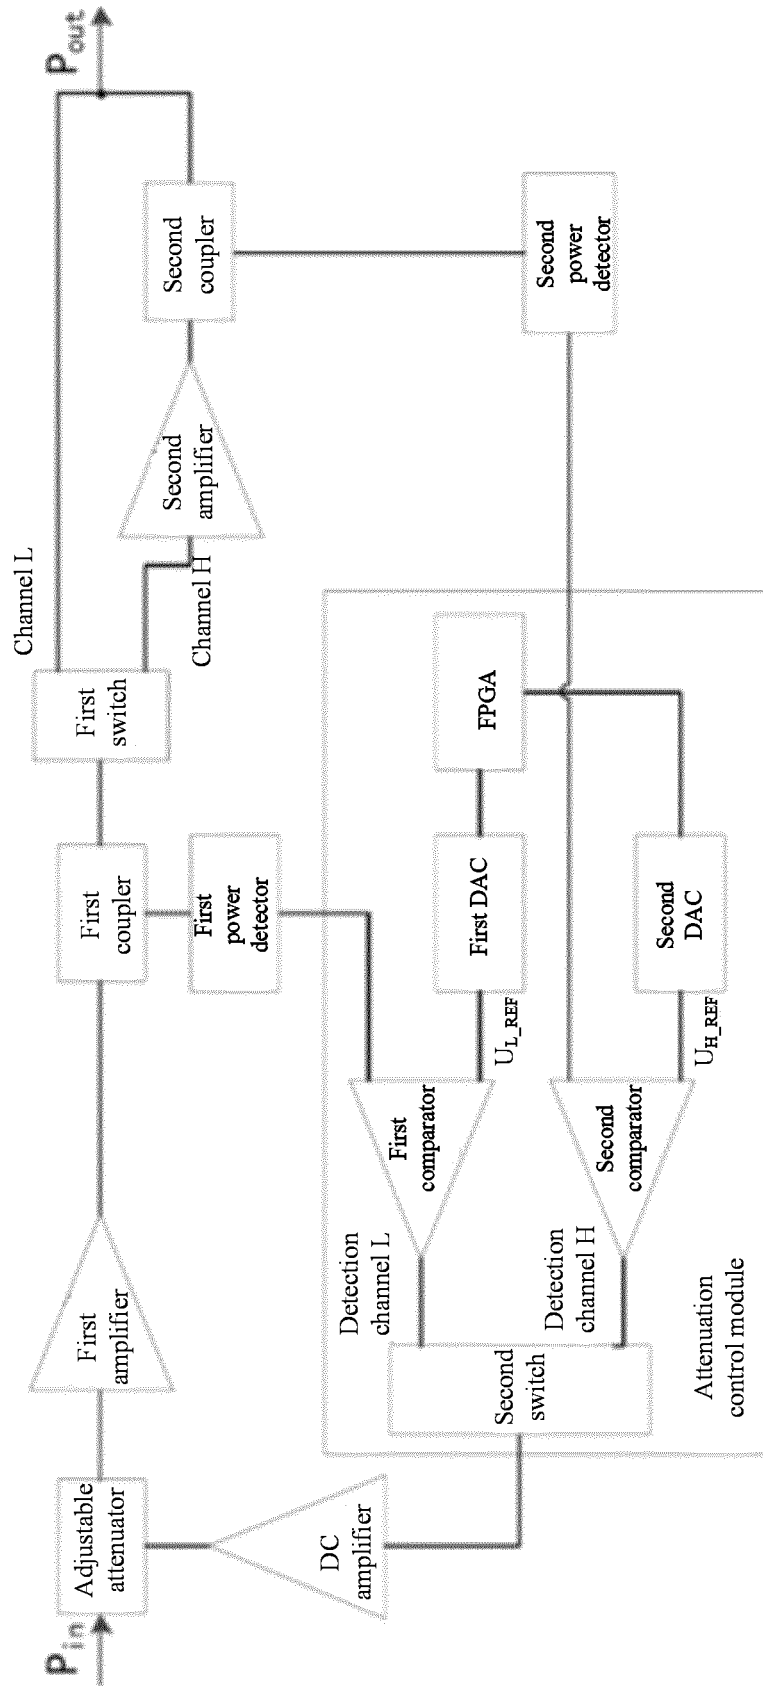 P_in
Adjustable
attenuator
First
amplifier
First
coupler
First
switch
Channel L
Channel H
Second
amplifier
Second
coupler
P_out
DC
amplifier
First
power
detector
Second
power
detector
Detection
channel L
First
comparator
U_L_REF
First DAC
FPGA
Second
switch
Detection
channel H
Second
comparator
U_H_REF
Second
DAC
Attenuation
control module